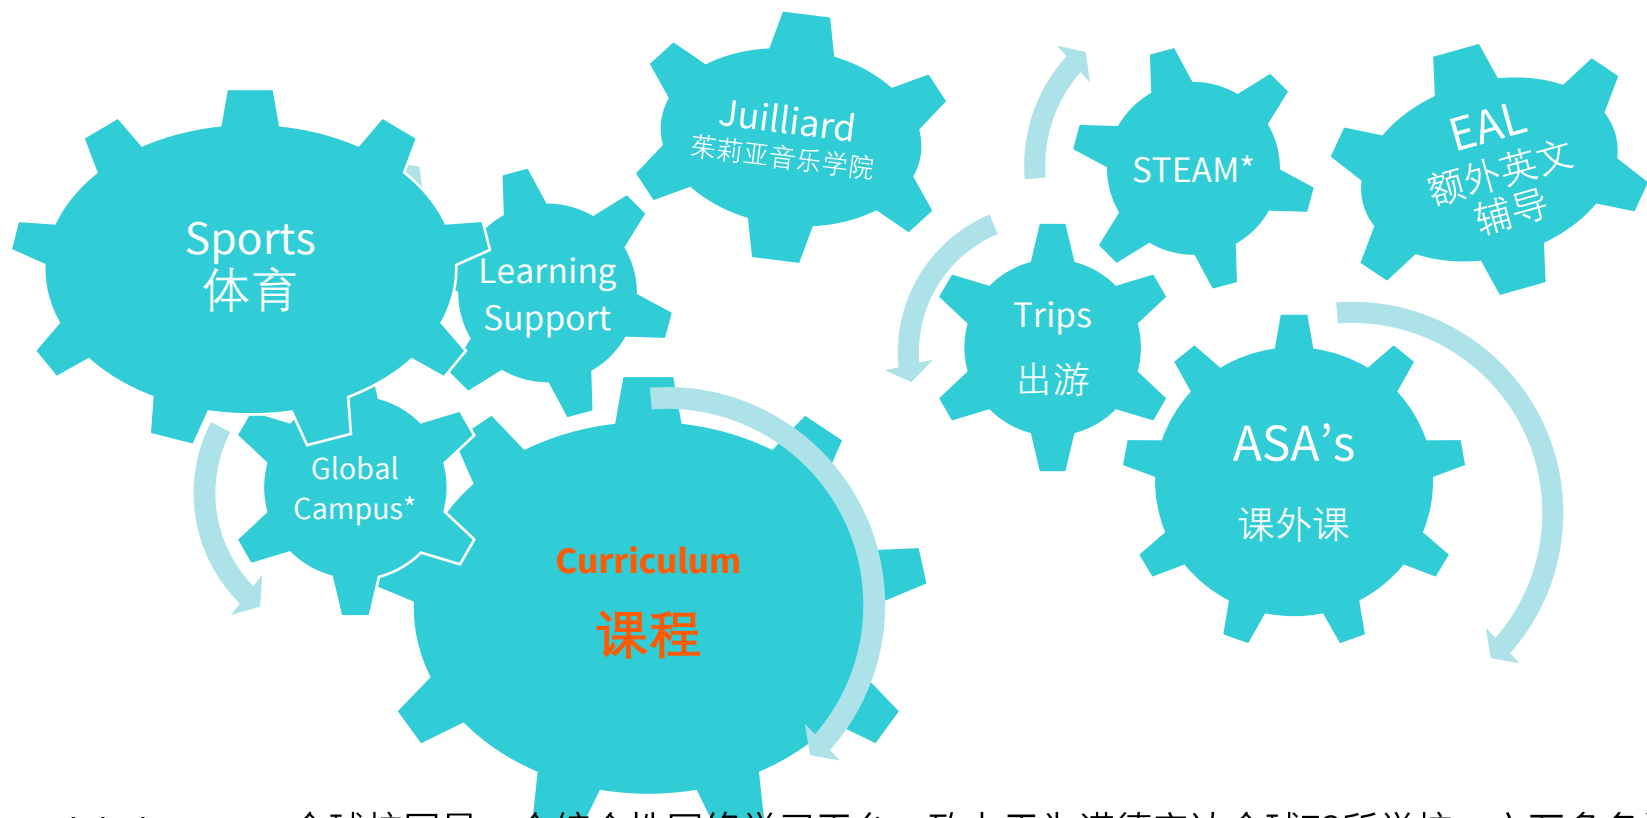 Juilliard
茱莉亚音乐学院
STEAM*
EAL
额外英文
辅导
Sports
体育
Learning
Support
Trips
出游
ASA's
课外课
Global
Campus*
Curriculum
课程